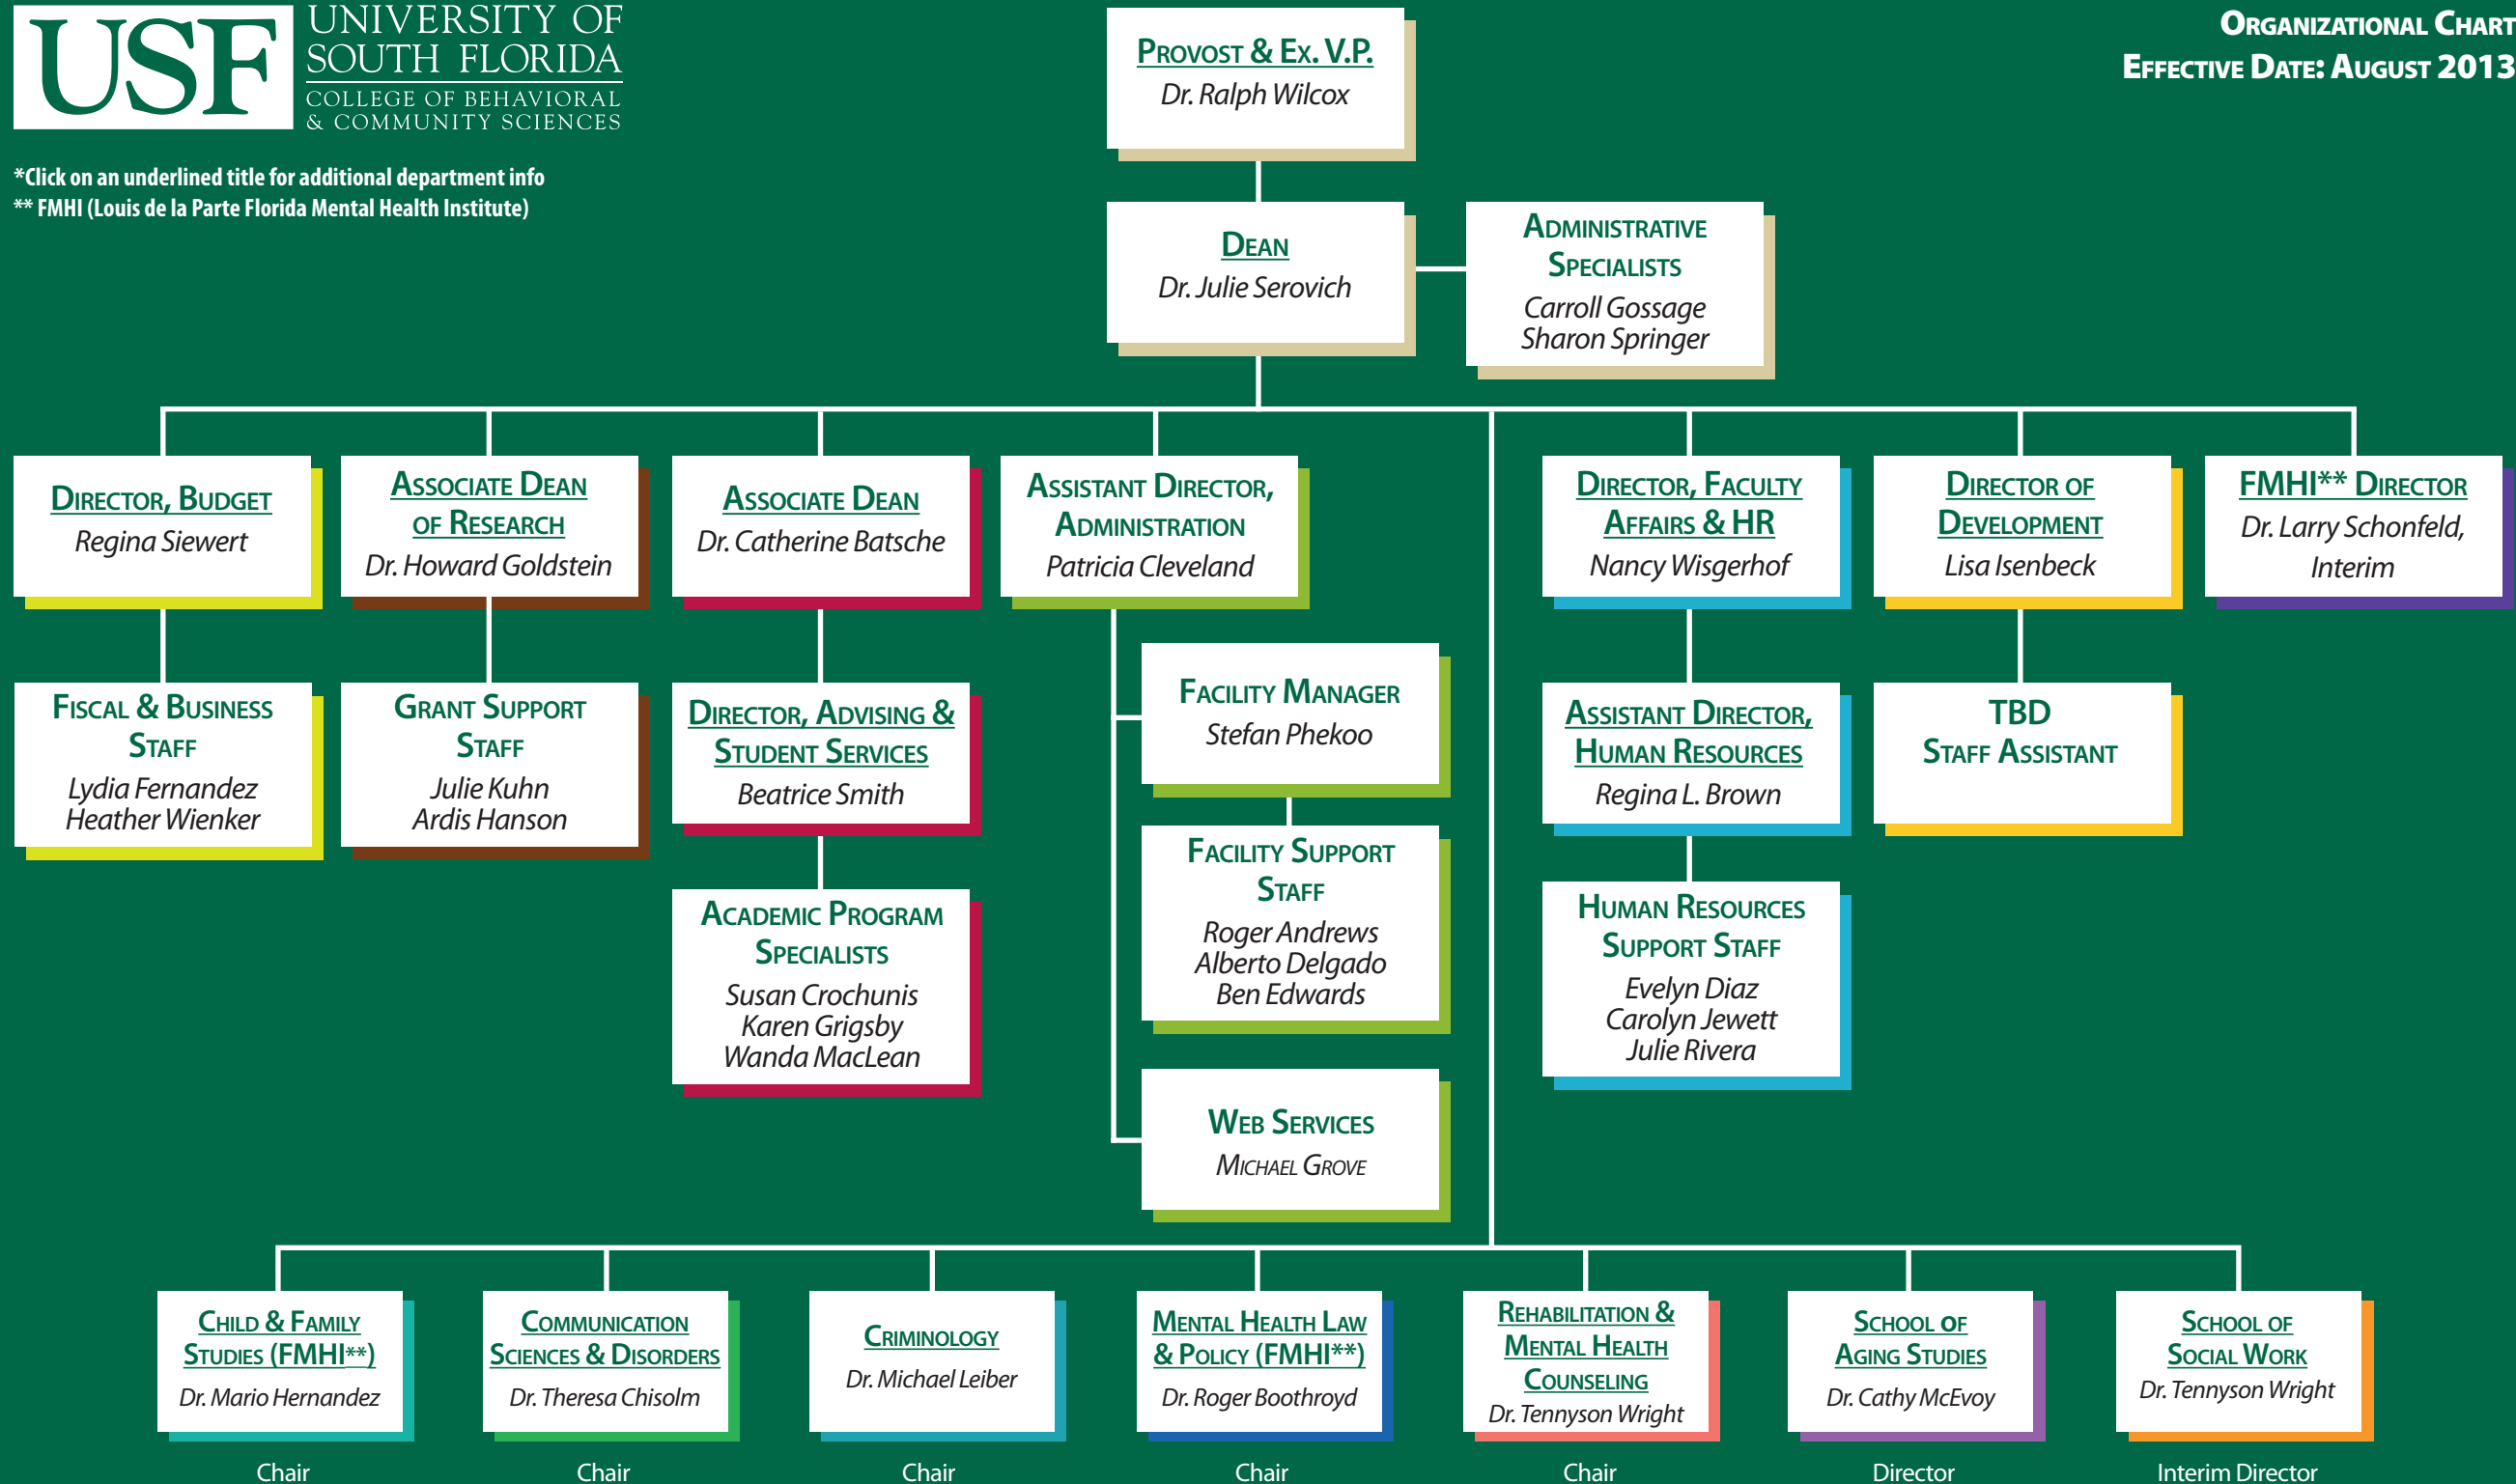 USF
UNIVERSITY OF
SOUTH FLORIDA
COLLEGE OF BEHAVIORAL
& COMMUNITY SCIENCES
*Click on an underlined title for additional department info
** FMHI (Louis de la Parte Florida Mental Health Institute)
Organizational Chart
Effective Date: August 2013
Provost & Ex. V.P.
Dr. Ralph Wilcox
Dean
Dr. Julie Serovich
Administrative
Specialists
Carroll Gossage
Sharon Springer
Director, Budget
Regina Siewert
Associate Dean
of Research
Dr. Howard Goldstein
Associate Dean
Dr. Catherine Batsche
Assistant Director,
Administration
Patricia Cleveland
Director, Faculty
Affairs & HR
Nancy Wisgerhof
Director of
Development
Lisa Isenbeck
FMHI** Director
Dr. Larry Schonfeld,
Interim
Fiscal & Business
Staff
Lydia Fernandez
Heather Wienker
Grant Support
Staff
Julie Kuhn
Ardis Hanson
Director, Advising &
Student Services
Beatrice Smith
Facility Manager
Stefan Phekoo
Assistant Director,
Human Resources
Regina L. Brown
TBD
Staff Assistant
Academic Program
Specialists
Susan Crochunis
Karen Grigsby
Wanda MacLean
Facility Support
Staff
Roger Andrews
Alberto Delgado
Ben Edwards
Human Resources
Support Staff
Evelyn Diaz
Carolyn Jewett
Julie Rivera
Web Services
Michael Grove
Child & Family
Studies (FMHI**)
Dr. Mario Hernandez
Chair
Communication
Sciences & Disorders
Dr. Theresa Chisolm
Chair
Criminology
Dr. Michael Leiber
Chair
Mental Health Law
& Policy (FMHI**)
Dr. Roger Boothroyd
Chair
Rehabilitation &
Mental Health
Counseling
Dr. Tennyson Wright
Chair
School of
Aging Studies
Dr. Cathy McEvoy
Director
School of
Social Work
Dr. Tennyson Wright
Interim Director